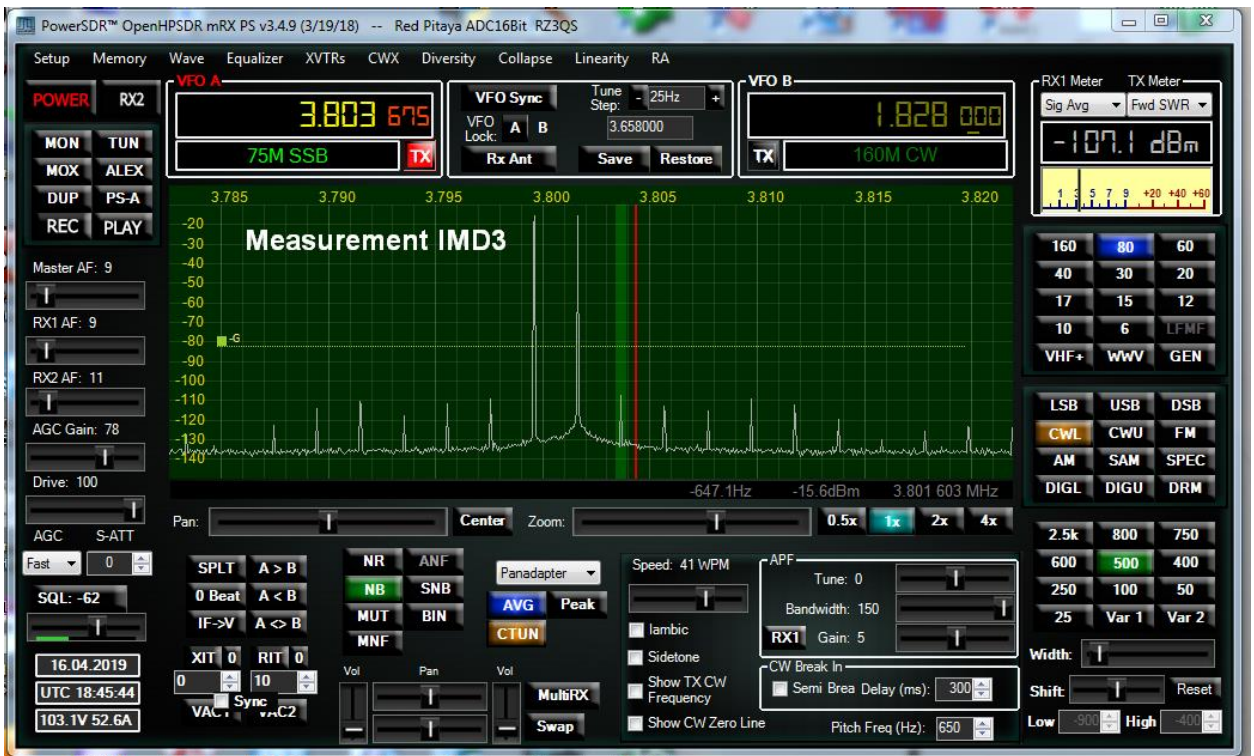 PowerSDR™ OpenHPSDR mRX PS v3.4.9 (3/19/18) -- Red Pitaya ADC16Bit RZ3QS
Setup Memory Wave Equalizer XVTRs CWX Diversity Collapse Linearity RA
POWER RX2
MON TUN
MOX ALEX
DUP PS-A
REC PLAY
Master AF: 9
RX1 AF: 9
RX2 AF: 11
AGC Gain: 78
Drive: 100
AGC S-ATT
Fast 0
SQL: -62
16.04.2019
UTC 18:45:44
103.1V 52.6A
VFO A
3.803 675
75M SSB TX
VFO Sync Tune Step: - 25Hz +
VFO Lock: A B 3.658000
Rx Ant Save Restore
VFO B
1.828 000
TX 160M CW
RX1 Meter TX Meter
Sig Avg Fwd SWR
-107.1 dBm
1 3 5 7 9 +20 +40 +60
3.785 3.790 3.795 3.800 3.805 3.810 3.815 3.820
Measurement IMD3
-20
-30
-40
-50
-60
-70
-80 -G
-90
-100
-110
-120
-130
-140
-647.1Hz -15.6dBm 3.801 603 MHz
Pan: Center Zoom: 0.5x 1x 2x 4x
SPLT A > B
0 Beat A < B
IF->V A <> B
XIT 0 RIT 0
0 10
Sync
VAC1 VAC2
NR ANF
NB SNB
MUT BIN
MNF
Panadapter
AVG Peak
CTUN
Vol Pan Vol
MultiRX
Swap
Speed: 41 WPM
Iambic
Sidetone
Show TX CW Frequency
Show CW Zero Line
APF
Tune: 0
Bandwidth: 150
RX1 Gain: 5
CW Break In
Semi Brea Delay (ms): 300
Pitch Freq (Hz): 650
160 80 60
40 30 20
17 15 12
10 6 LFMF
VHF+ WWV GEN
LSB USB DSB
CWL CWU FM
AM SAM SPEC
DIGL DIGU DRM
2.5k 800 750
600 500 400
250 100 50
25 Var 1 Var 2
Width:
Shift: Reset
Low -900 High -400